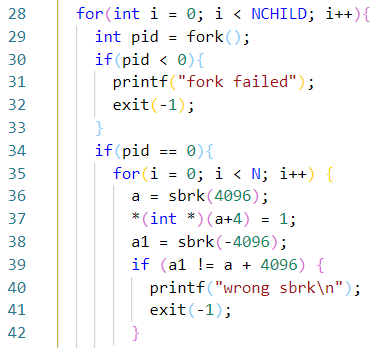 28 for(int i = 0; i < NCHILD; i++){
29 int pid = fork();
30 if(pid < 0){
31 printf("fork failed");
32 exit(-1);
33 }
34 if(pid == 0){
35 for(i = 0; i < N; i++) {
36 a = sbrk(4096);
37 *(int *)(a+4) = 1;
38 a1 = sbrk(-4096);
39 if (a1 != a + 4096) {
40 printf("wrong sbrk\n");
41 exit(-1);
42 }